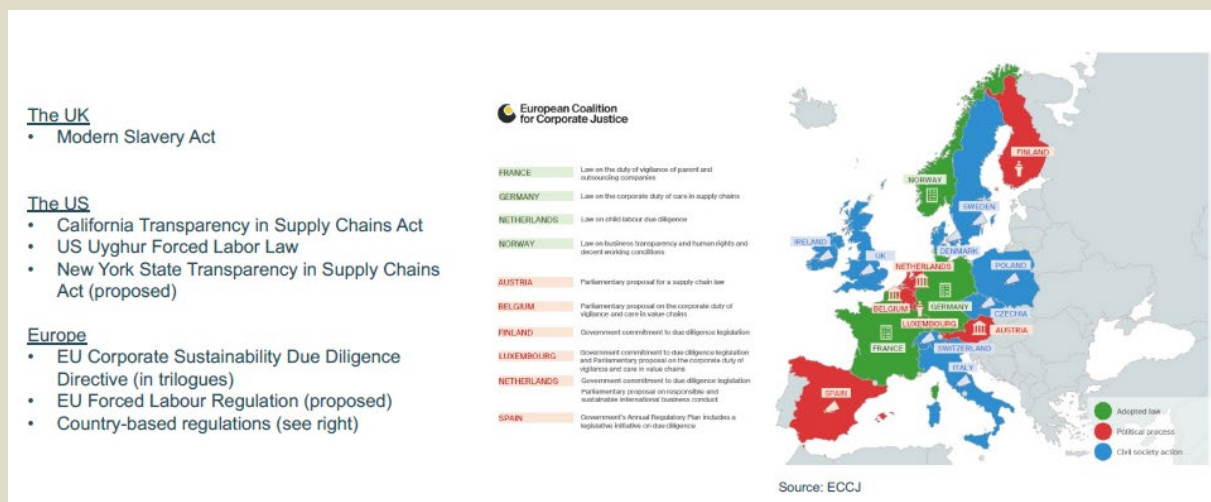 The UK
• Modern Slavery Act
The US
• California Transparency in Supply Chains Act
• US Uyghur Forced Labor Law
• New York State Transparency in Supply Chains
Act (proposed)
Europe
• EU Corporate Sustainability Due Diligence
Directive (in trilogues)
• EU Forced Labour Regulation (proposed)
• Country-based regulations (see right)
European Coalition
for Corporate Justice
FRANCE Law on the duty of vigilance of parent and
outsourcing companies
GERMANY Law on the corporate duty of care in supply chains
NETHERLANDS Law on child labour due diligence
NORWAY Law on business transparency and human rights and
decent working conditions
AUSTRIA Parliamentary proposal for a supply chain law
BELGIUM Parliamentary proposal on the corporate duty of
vigilance and care in value chains
FINLAND Government commitment to due diligence legislation
LUXEMBOURG Government commitment to due diligence legislation
and Parliamentary proposal on the corporate duty of
vigilance and care in value chains
NETHERLANDS Government commitment to due diligence legislation
Parliamentary proposal on responsible and
sustainable international business conduct
SPAIN Government's Annual Regulatory Plan includes a
legislative initiative on due diligence
FINLAND
NORWAY
SWEDEN
IRELAND
DENMARK
UK
NETHERLANDS
POLAND
BELGIUM
GERMANY
CZECHIA
LUXEMBOURG
AUSTRIA
FRANCE
SWITZERLAND
ITALY
SPAIN
Adopted law
Political process
Civil society action
Source: ECCJ